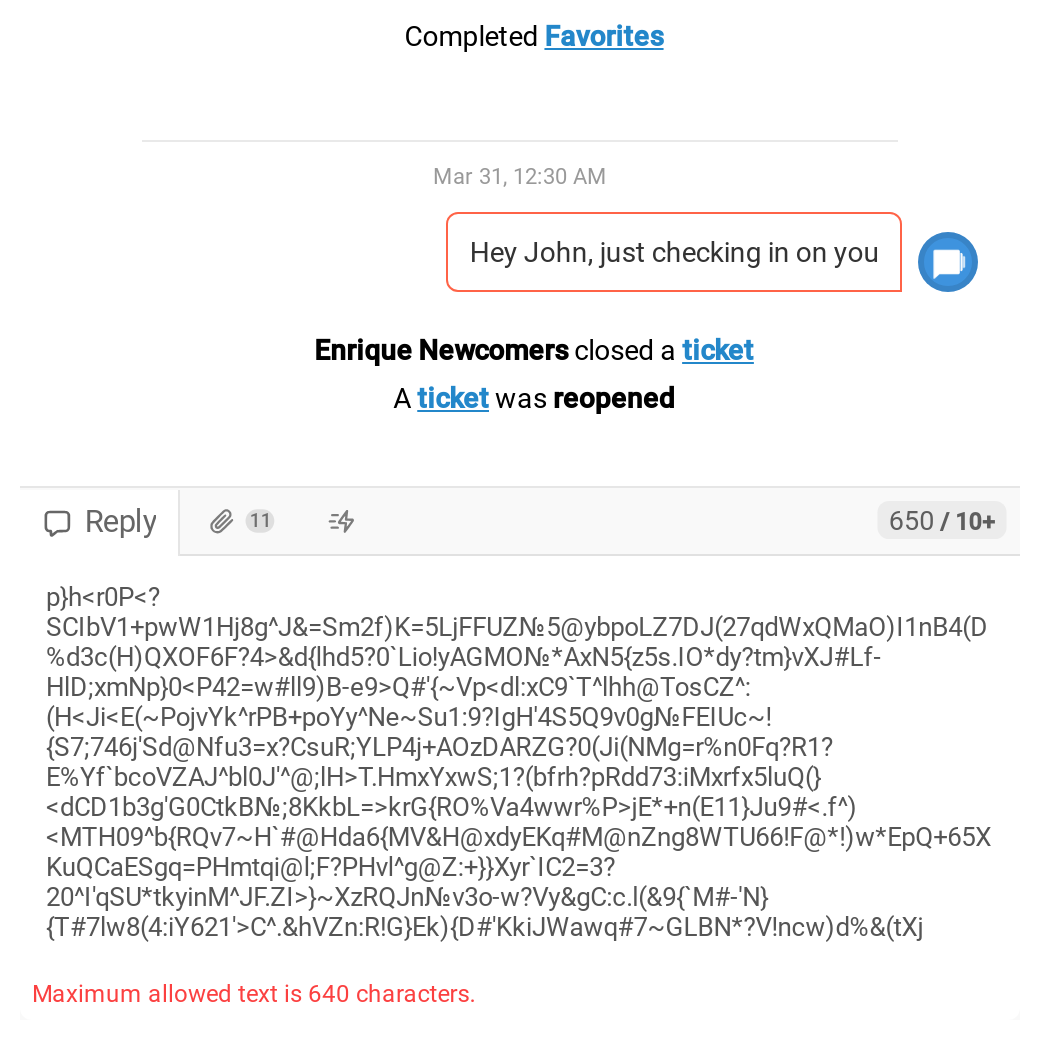 Completed Favorites
Mar 31, 12:30 AM
Hey John, just checking in on you
Enrique Newcomers closed a ticket
A ticket was reopened
Reply 11 650 / 10+
p}h<r0P<?
SCIbV1+pwW1Hj8g^J&=Sm2f)K=5LjFFUZ№5@ybpoLZ7DJ(27qdWxQMaO)I1nB4(D
%d3c(H)QXOF6F?4>&d{lhd5?0`Lio!yAGMO№*AxN5{z5s.IO*dy?tm}vXJ#Lf-
HlD;xmNp}0<P42=w#ll9)B-e9>Q#'{~Vp<dl:xC9`T^lhh@TosCZ^:
(H<Ji<E(~PojvYk^rPB+poYy^Ne~Su1:9?IgH'4S5Q9v0g№FEIUc~!
{S7;746j'Sd@Nfu3=x?CsuR;YLP4j+AOzDARZG?0(Ji(NMg=r%n0Fq?R1?
E%Yf`bcoVZAJ^bl0J'^@;lH>T.HmxYxwS;1?(bfrh?pRdd73:iMxrfx5luQ(}
<dCD1b3g'G0CtkB№;8KkbL=>krG{RO%Va4wwr%P>jE*+n(E11}Ju9#<.f^)
<MTH09^b{RQv7~H`#@Hda6{MV&H@xdyEKq#M@nZng8WTU66!F@*!)w*EpQ+65X
KuQCaESgq=PHmtqi@l;F?PHvl^g@Z:+}}Xyr`IC2=3?
20^l'qSU*tkyinM^JF.ZI>}~XzRQJn№v3o-w?Vy&gC:c.l(&9{`M#-'N}
{T#7lw8(4:iY621'>C^.&hVZn:R!G}Ek){D#'KkiJWawq#7~GLBN*?V!ncw)d%&(tXj
Maximum allowed text is 640 characters.